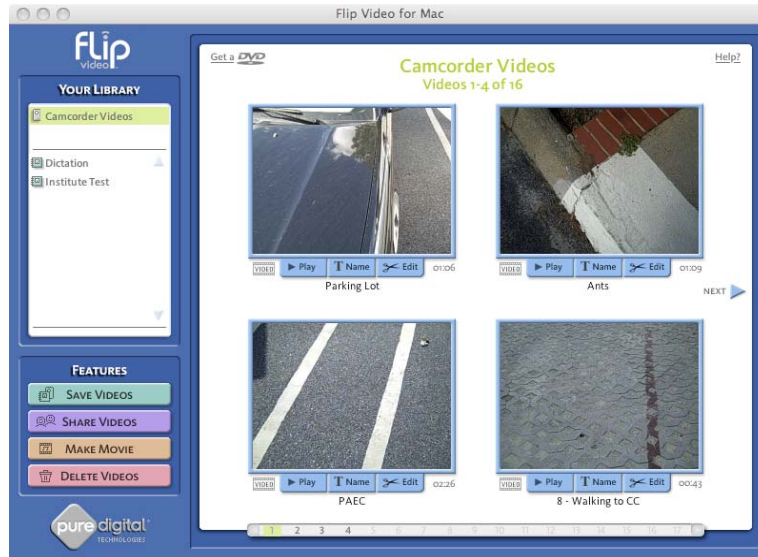 Flip Video for Mac
flip
video
YOUR LIBRARY
Camcorder Videos
Dictation
Institute Test
FEATURES
SAVE VIDEOS
SHARE VIDEOS
MAKE MOVIE
DELETE VIDEOS
pure digital
TECHNOLOGIES
Get a DVD
Help?
Camcorder Videos
Videos 1-4 of 16
VIDEO Play T Name Edit 01:06
Parking Lot
VIDEO Play T Name Edit 01:09
Ants
NEXT
VIDEO Play T Name Edit 02:26
PAEC
VIDEO Play T Name Edit 00:43
8 - Walking to CC
1 2 3 4 5 6 7 8 9 10 11 12 13 14 15 16 17